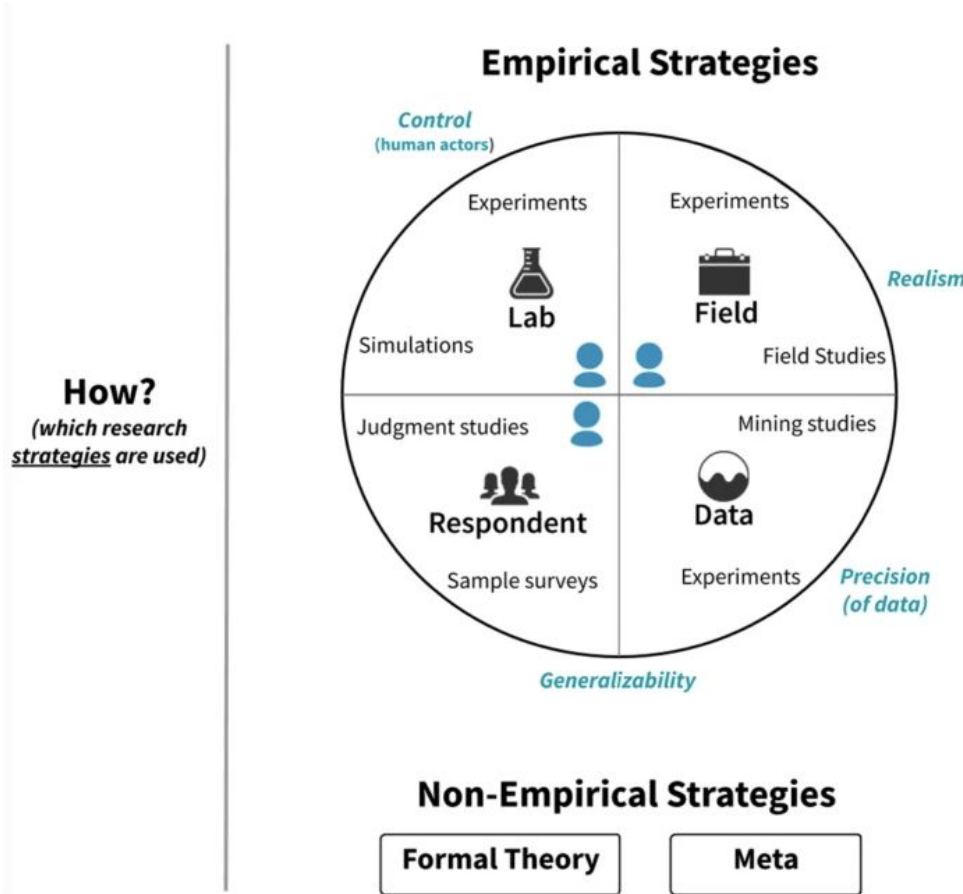 Empirical Strategies
Control
(human actors)
Experiments
Experiments
Realism
Lab
Field
Simulations
Field Studies
How?
(which research
strategies are used)
Judgment studies
Mining studies
Respondent
Data
Sample surveys
Experiments
Precision
(of data)
Generalizability
Non-Empirical Strategies
Formal Theory
Meta